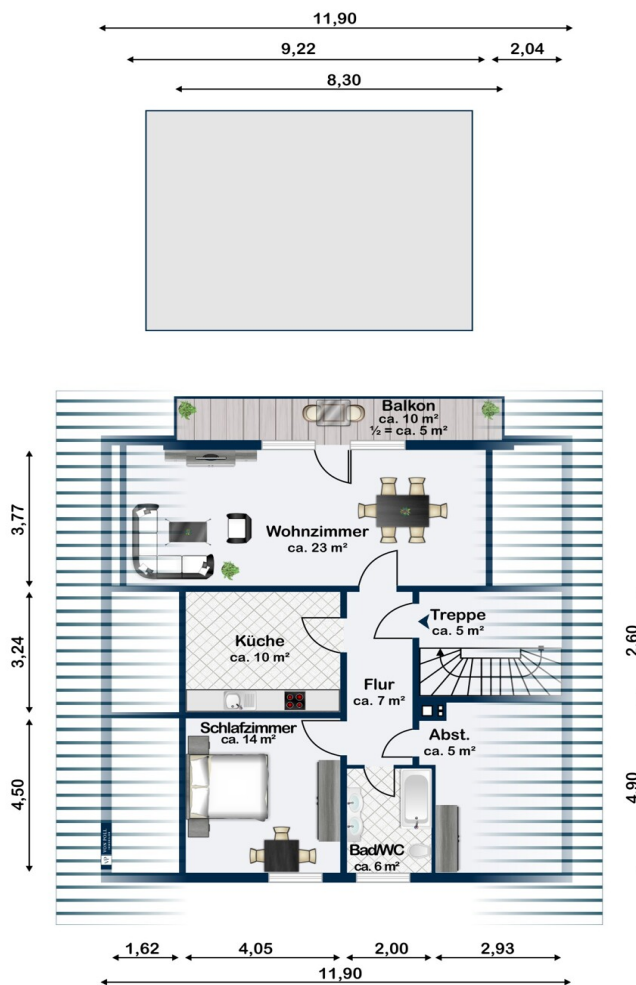 11,90
9,22
2,04
8,30
Balkon
ca. 10 m²
½ = ca. 5 m²
3,77
Wohnzimmer
ca. 23 m²
3,24
Küche
ca. 10 m²
Treppe
ca. 5 m²
2,60
Flur
ca. 7 m²
4,50
Schlafzimmer
ca. 14 m²
Abst.
ca. 5 m²
4,90
Bad/WC
ca. 6 m²
VP
VON POLL
1,62
4,05
2,00
2,93
11,90